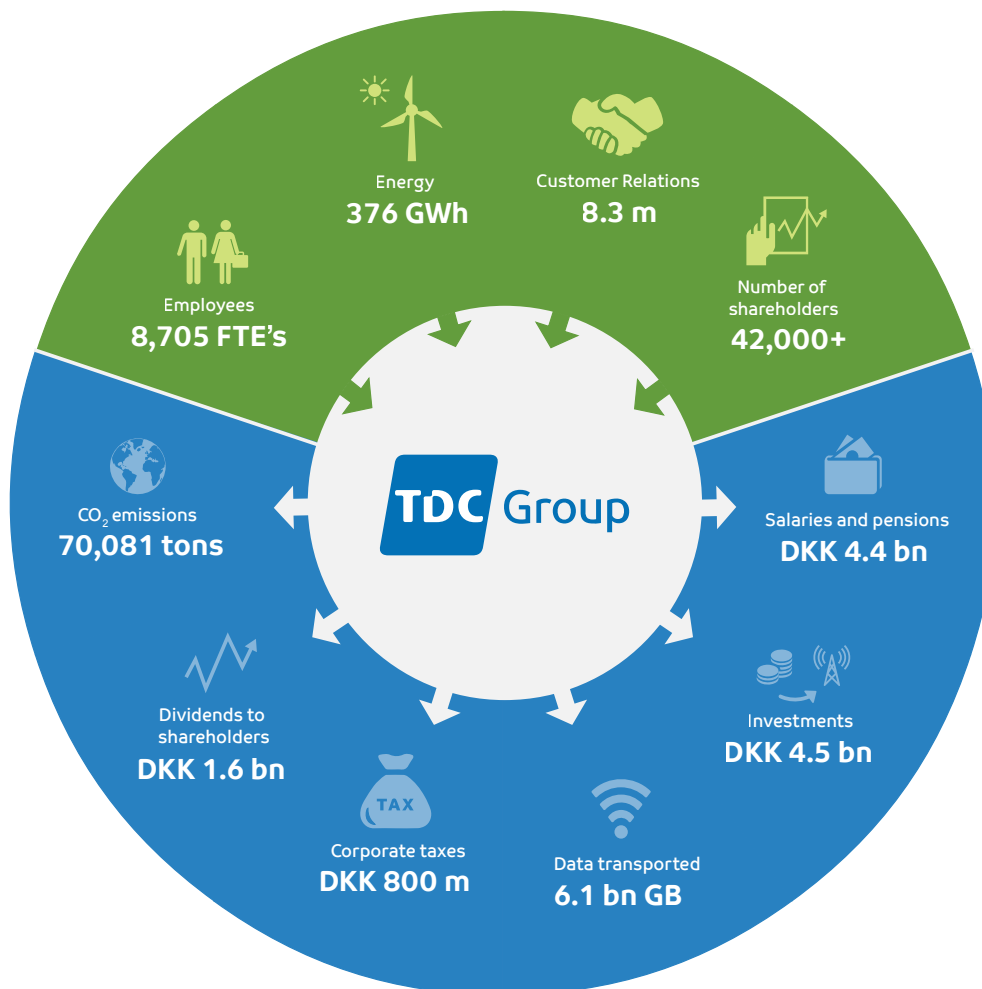 Energy
376 GWh
Customer Relations
8.3 m
Employees
8,705 FTE’s
Number of
shareholders
42,000+
TDC Group
CO₂ emissions
70,081 tons
Salaries and pensions
DKK 4.4 bn
Dividends to
shareholders
DKK 1.6 bn
Investments
DKK 4.5 bn
TAX
Corporate taxes
DKK 800 m
Data transported
6.1 bn GB